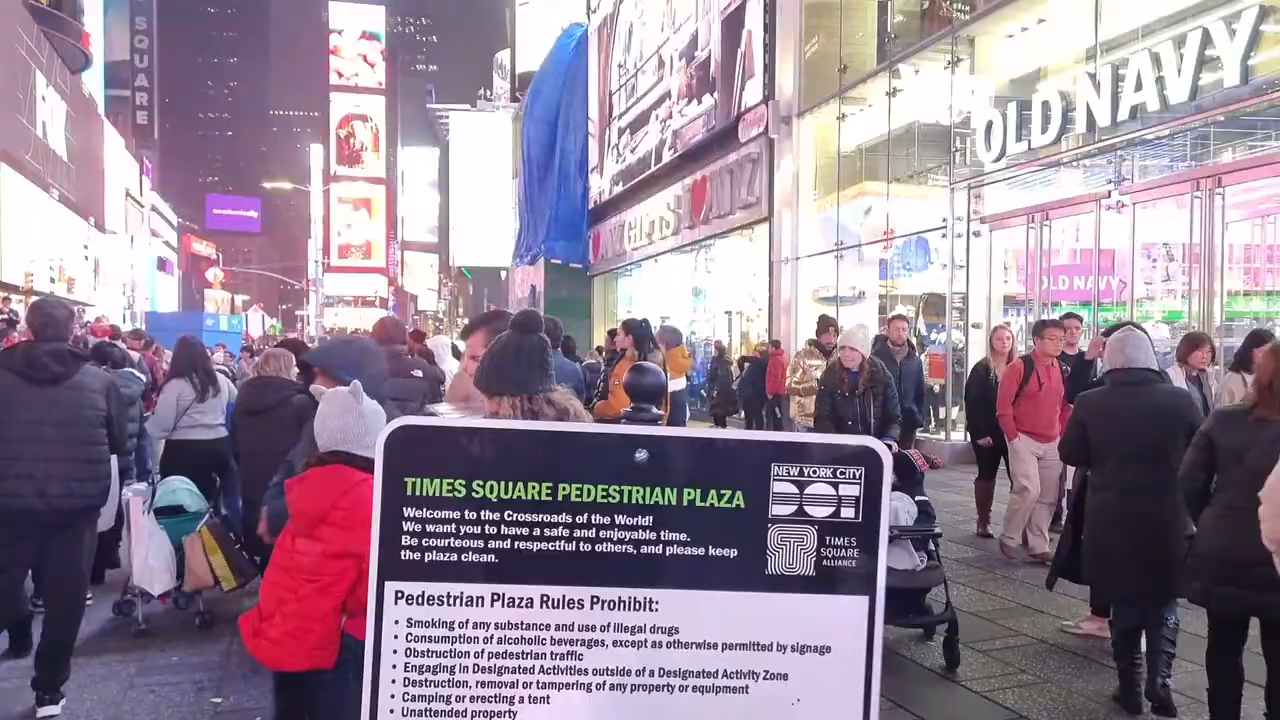 SQUARE
OLD NAVY
GIFTS I ♥ NY
OLD NAVY
NEW YORK CITY
DOT
TIMES SQUARE PEDESTRIAN PLAZA
Welcome to the Crossroads of the World!
We want you to have a safe and enjoyable time.
Be courteous and respectful to others, and please keep
the plaza clean.
TIMES
SQUARE
ALLIANCE
Pedestrian Plaza Rules Prohibit:
• Smoking of any substance and use of illegal drugs
• Consumption of alcoholic beverages, except as otherwise permitted by signage
• Obstruction of pedestrian traffic
• Engaging in Designated Activities outside of a Designated Activity Zone
• Destruction, removal or tampering of any property or equipment
• Camping or erecting a tent
• Unattended property